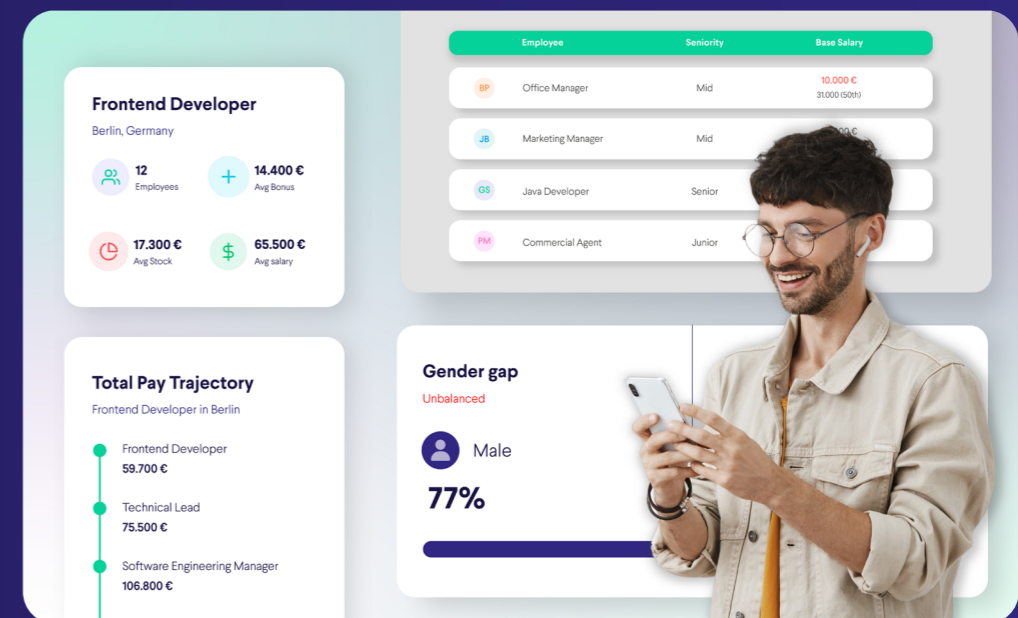 Frontend Developer
Berlin, Germany
12
Employees
14.400 €
Avg Bonus
17.300 €
Avg Stock
65.500 €
Avg salary
Total Pay Trajectory
Frontend Developer in Berlin
Frontend Developer
59.700 €
Technical Lead
75.500 €
Software Engineering Manager
106.800 €
Employee Seniority Base Salary
BP Office Manager Mid 10.000 €
31.000 (50th)
JB Marketing Manager Mid
GS Java Developer Senior
PM Commercial Agent Junior
Gender gap
Unbalanced
Male
77%